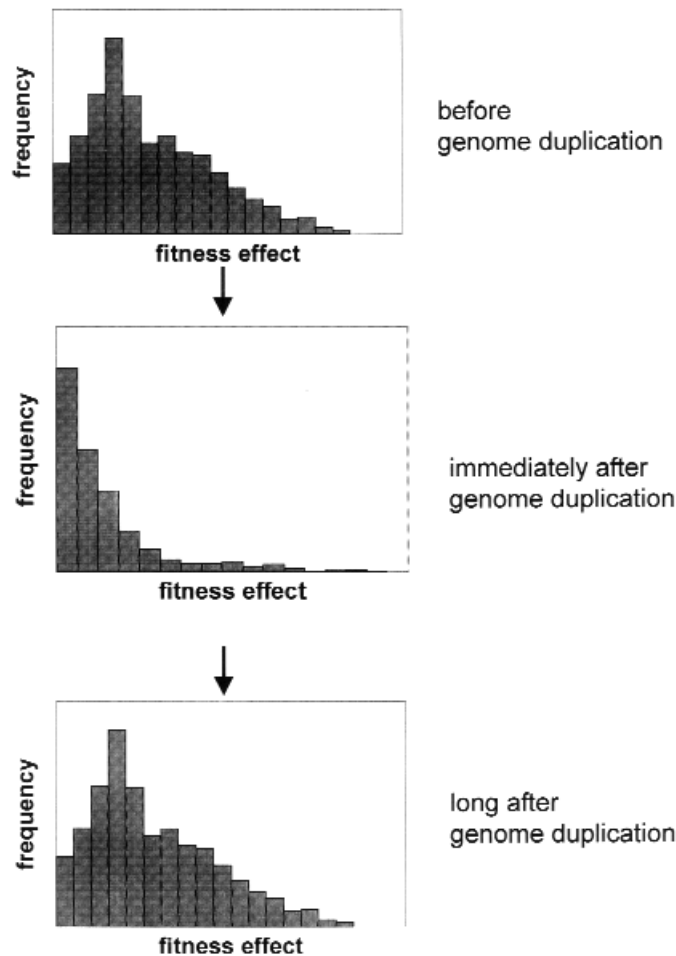 frequency
before
genome duplication
fitness effect
frequency
immediately after
genome duplication
fitness effect
frequency
long after
genome duplication
fitness effect